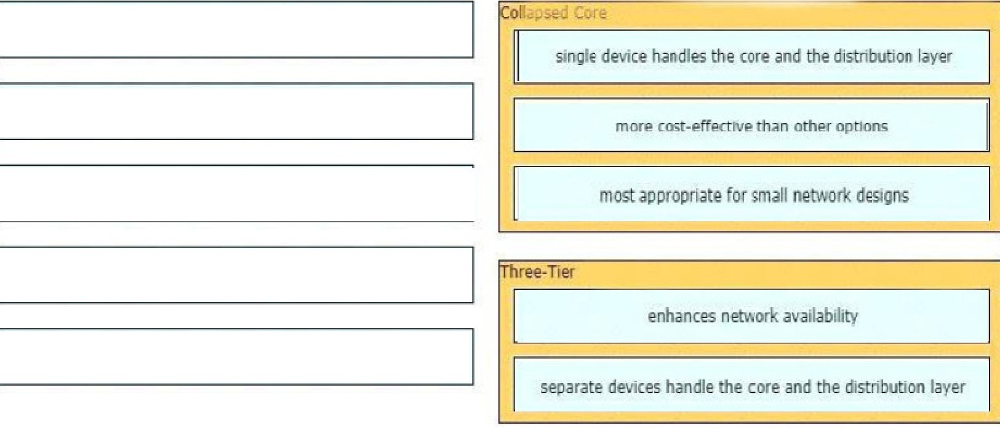 Collapsed Core
single device handles the core and the distribution layer
more cost-effective than other options
most appropriate for small network designs
Three-Tier
enhances network availability
separate devices handle the core and the distribution layer